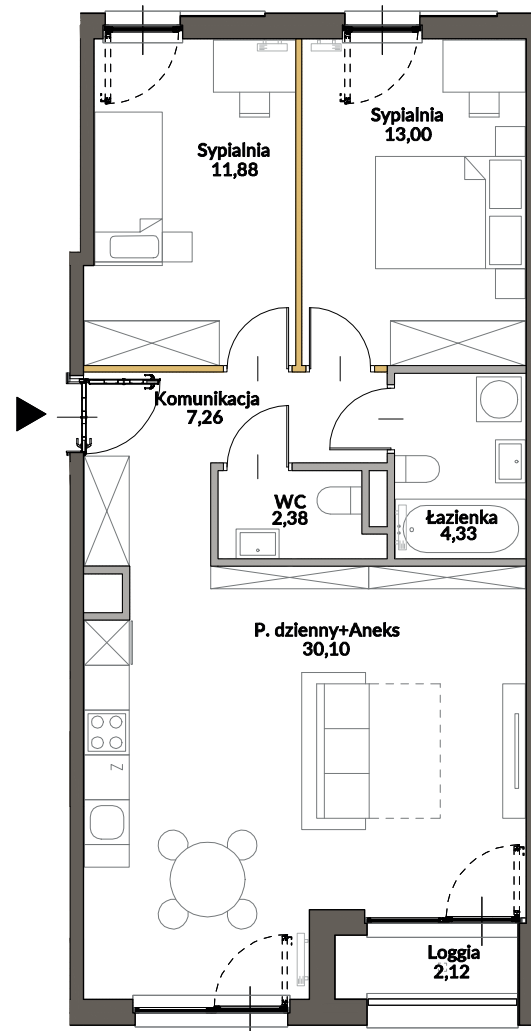 Sypialnia
11,88
Sypialnia
13,00
Komunikacja
7,26
WC
2,38
Łazienka
4,33
P. dzienny+Aneks
30,10
Z
Loggia
2,12